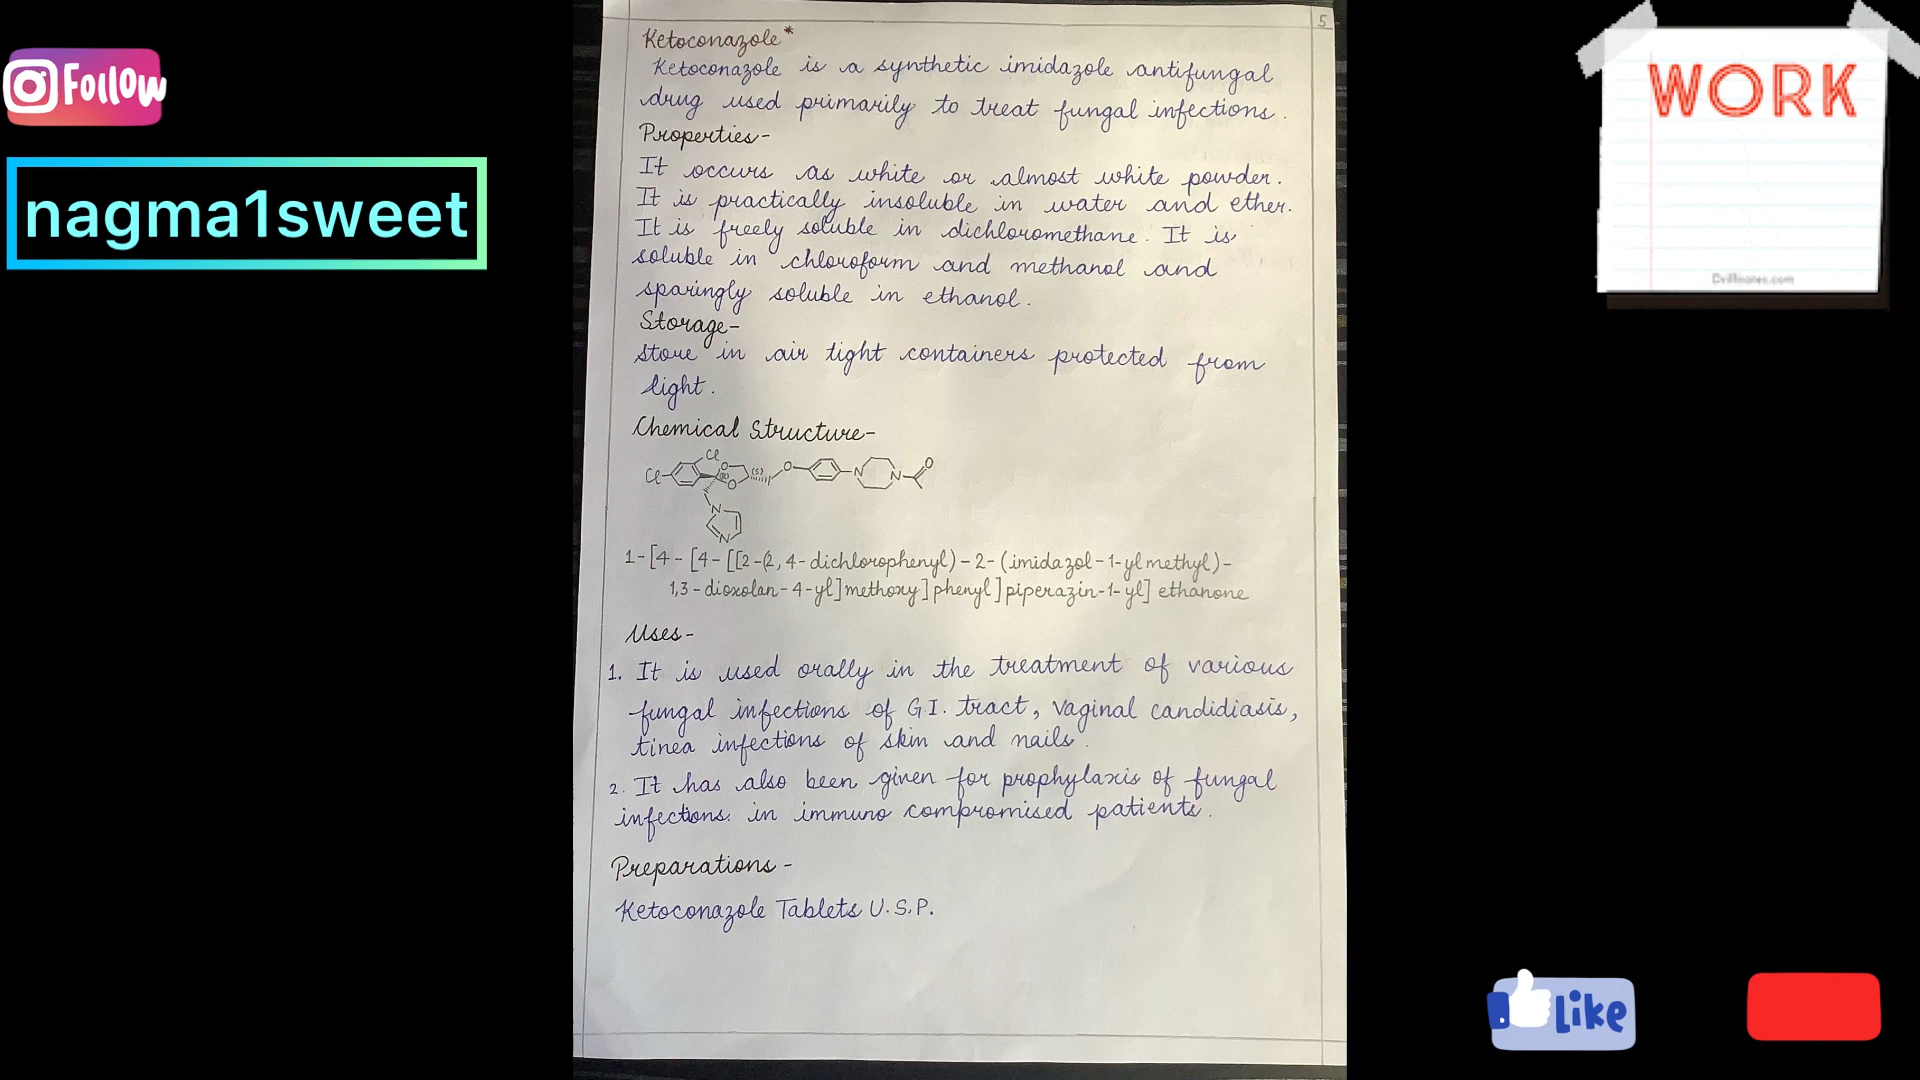 Follow
nagma1sweet
WORK
5
Ketoconazole*
Ketoconazole is a synthetic imidazole antifungal
drug used primarily to treat fungal infections.
Properties-
It occurs as white or almost white powder.
It is practically insoluble in water and ether.
It is freely soluble in dichloromethane. It is
soluble in chloroform and methanol and
sparingly soluble in ethanol.
Storage-
Store in air tight containers protected from
light.
Chemical Structure-
Cl
Cl
O
(R)
O
(S)
O
N
N
O
N
N
1-[4-[4-[[2-(2,4-dichlorophenyl)-2-(imidazol-1-ylmethyl)-
1,3-dioxolan-4-yl]methoxy]phenyl]piperazin-1-yl] ethanone
Uses-
1. It is used orally in the treatment of various
fungal infections of G.I. tract, vaginal candidiasis,
tinea infections of skin and nails.
2. It has also been given for prophylaxis of fungal
infections. in immuno compromised patients.
Preparations-
Ketoconazole Tablets U.S.P.
Like